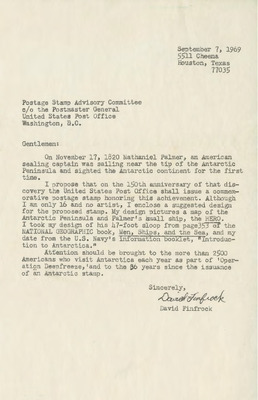 September 7, 1969
5511 Cheena
Houston, Texas
77035
Postage Stamp Advisory Committee
c/o the Postmaster General
United States Post Office
Washington, D.C.
Gentlemen:
On November 17, 1820 Nathaniel Palmer, an American
sealing captain was sailing near the tip of the Antarctic
Peninsula and sighted the Antarctic continent for the first
time.
I propose that on the 150th anniversary of that dis-
covery the United States Post Office shall issue a commem-
orative postage stamp honoring this achievement. Although
I am only 16 and no artist, I enclose a suggested design
for the proposed stamp. My design pictures a map of the
Antarctic Peninsula and Palmer's small ship, the HERO.
I took my design of his 47-foot sloop from page 353 of the
NATIONAL GEOGRAPHIC book, Men, Ships, and the Sea, and my
date from the U.S. Navy's information booklet, "Introduc-
tion to Antarctica."
Attention should be brought to the more than 2500
Americans who visit Antarctica each year as part of 'Oper-
ation Deepfreeze,' and to the 36 years since the issuance
of an Antarctic stamp.
Sincerely,
David Finfrock
David Finfrock